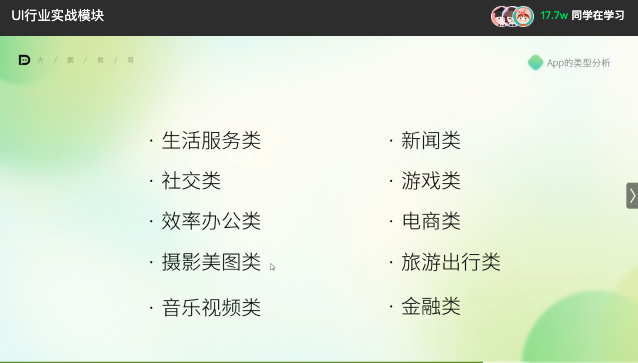 UI行业实战模块
17.7w 同学在学习
大 / 圈 / 教 / 育
App的类型分析
· 生活服务类
· 社交类
· 效率办公类
· 摄影美图类
· 音乐视频类
· 新闻类
· 游戏类
· 电商类
· 旅游出行类
· 金融类